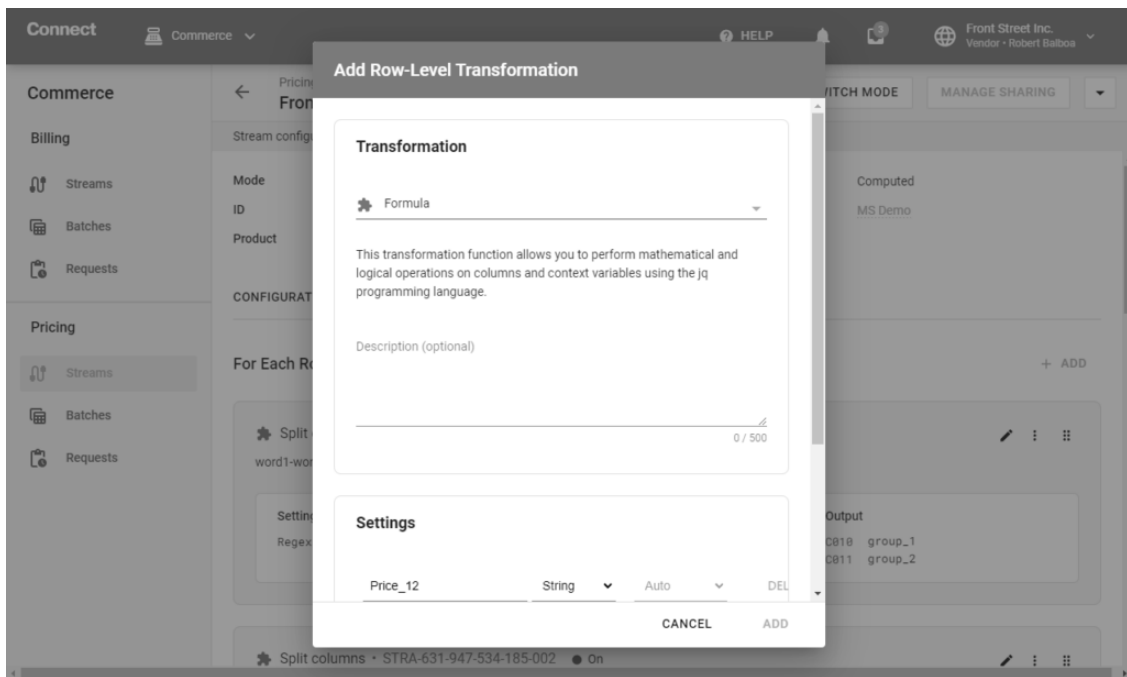 Connect
Commerce
HELP
3
Front Street Inc.
Vendor • Robert Balboa
Commerce
Billing
Streams
Batches
Requests
Pricing
Streams
Batches
Requests
Pricing
Fron
ITCH MODE
MANAGE SHARING
Stream config
Mode
ID
Product
Computed
MS Demo
CONFIGURAT
For Each Ro
+ ADD
Split
word1-wor
Setting
Regex
Output
C010 group_1
C011 group_2
Split columns • STRA-631-947-534-185-002 On
Add Row-Level Transformation
Transformation
Formula
This transformation function allows you to perform mathematical and
logical operations on columns and context variables using the jq
programming language.
Description (optional)
0 / 500
Settings
Price_12 String Auto DEL
CANCEL ADD